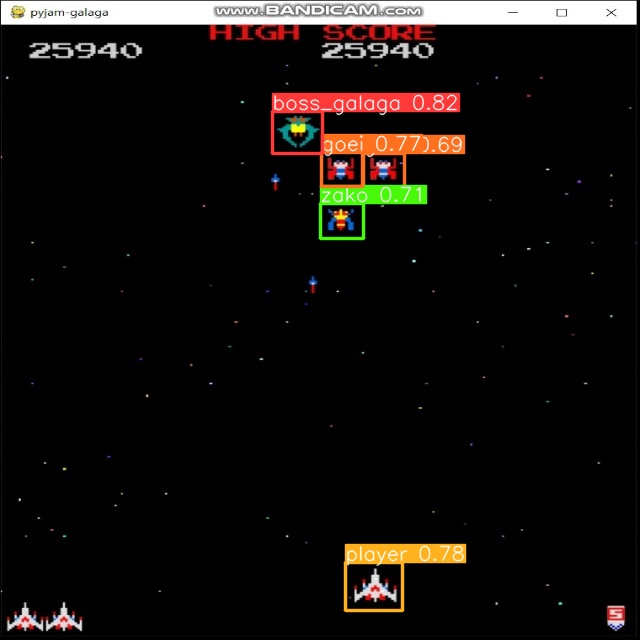 pyjam-galaga
www.BANDICAM.com
HIGH SCORE
25940 25940
boss_galaga 0.82
goei 0.77 0.69
zako 0.71
player 0.78
5